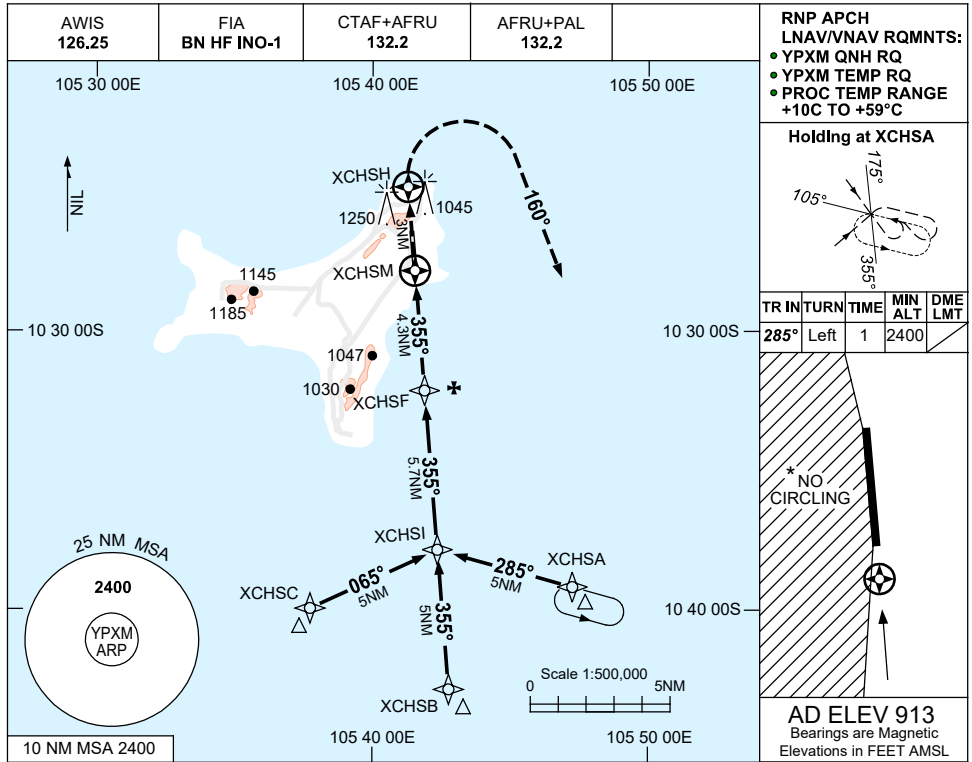 AWIS
126.25
FIA
BN HF INO-1
CTAF+AFRU
132.2
AFRU+PAL
132.2
RNP APCH
LNAV/VNAV RQMNTS:
• YPXM QNH RQ
• YPXM TEMP RQ
• PROC TEMP RANGE
+10C TO +59°C
105 30 00E
105 40 00E
105 50 00E
NIL
XCHSH
1250
1045
3NM
160°
XCHSM
1145
1185
10 30 00S
10 30 00S
355°
4.3NM
1047
1030
XCHSF
355°
5.7NM
XCHSI
XCHSA
285°
5NM
XCHSC
065°
5NM
355°
5NM
10 40 00S
XCHSB
25 NM MSA
2400
YPXM
ARP
Scale 1:500,000
0
5NM
10 NM MSA 2400
105 40 00E
105 50 00E
Holding at XCHSA
175°
105°
355°
TR IN
TURN
TIME
MIN
ALT
DME
LMT
285°
Left
1
2400
* NO
CIRCLING
AD ELEV 913
Bearings are Magnetic
Elevations in FEET AMSL